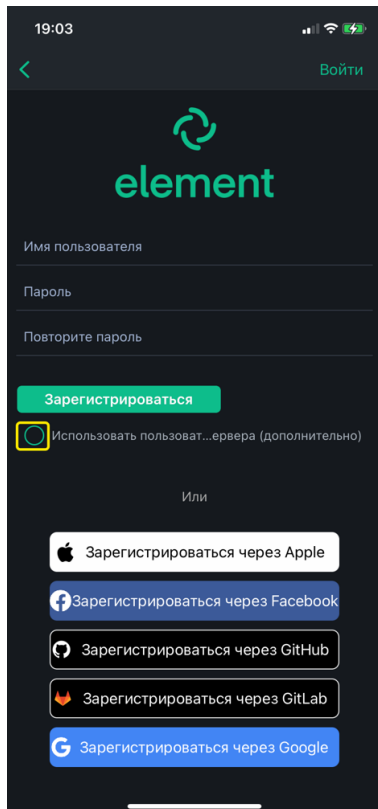 19:03
Войти
element
Имя пользователя
Пароль
Повторите пароль
Зарегистрироваться
Использовать пользоват...ервера (дополнительно)
Или
Зарегистрироваться через Apple
Зарегистрироваться через Facebook
Зарегистрироваться через GitHub
Зарегистрироваться через GitLab
Зарегистрироваться через Google